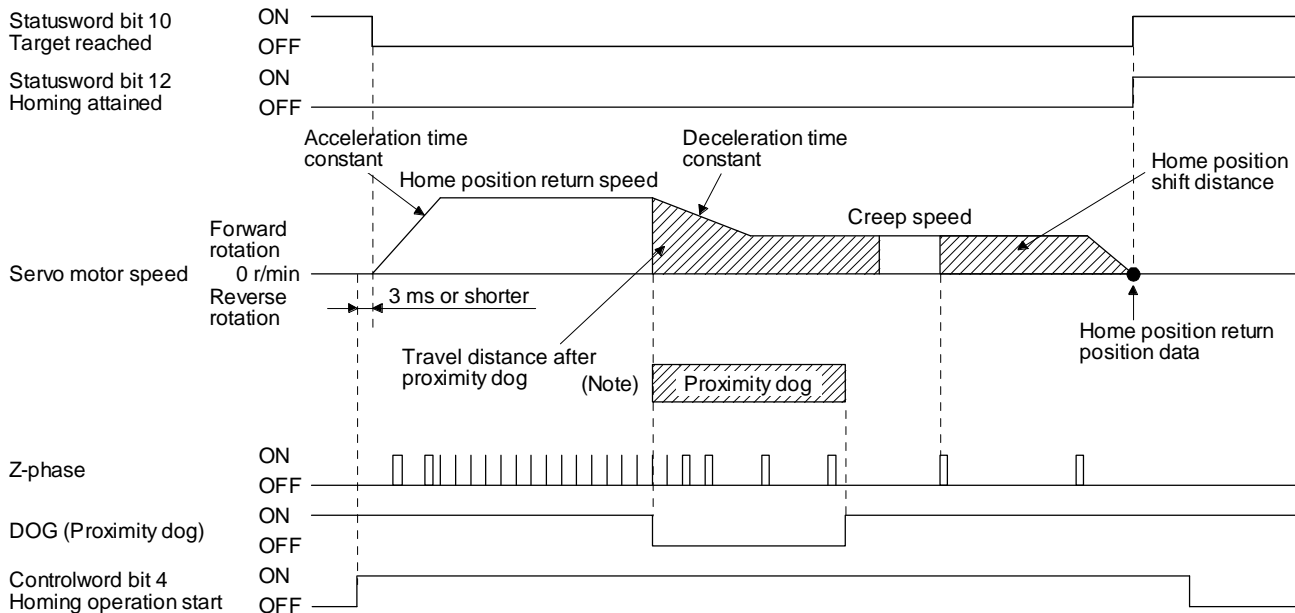 Statusword bit 10
Target reached
ON
OFF
Statusword bit 12
Homing attained
ON
OFF
Acceleration time
constant
Home position return speed
Deceleration time
constant
Home position
shift distance
Creep speed
Forward
rotation
Servo motor speed
0 r/min
Reverse
rotation
3 ms or shorter
Travel distance after
proximity dog
(Note)
Proximity dog
Home position return
position data
Z-phase
ON
OFF
DOG (Proximity dog)
ON
OFF
Controlword bit 4
Homing operation start
ON
OFF